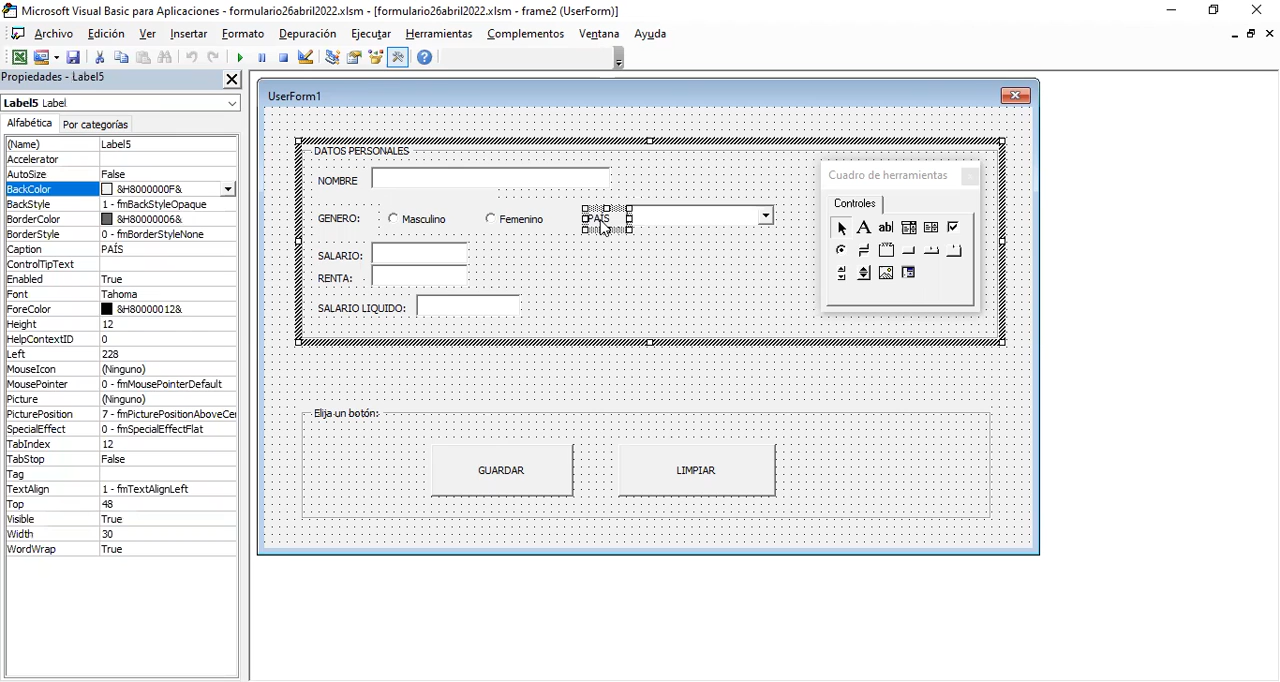 Microsoft Visual Basic para Aplicaciones - formulario26abril2022.xlsm - [formulario26abril2022.xlsm - frame2 (UserForm)]
Archivo Edición Ver Insertar Formato Depuración Ejecutar Herramientas Complementos Ventana Ayuda
Propiedades - Label5
Label5 Label
Alfabética Por categorías
(Name) Label5
Accelerator
AutoSize False
BackColor &H8000000F&
BackStyle 1 - fmBackStyleOpaque
BorderColor &H80000006&
BorderStyle 0 - fmBorderStyleNone
Caption PAÍS
ControlTipText
Enabled True
Font Tahoma
ForeColor &H80000012&
Height 12
HelpContextID 0
Left 228
MouseIcon (Ninguno)
MousePointer 0 - fmMousePointerDefault
Picture (Ninguno)
PicturePosition 7 - fmPicturePositionAboveCer
SpecialEffect 0 - fmSpecialEffectFlat
TabIndex 12
TabStop False
Tag
TextAlign 1 - fmTextAlignLeft
Top 48
Visible True
Width 30
WordWrap True
UserForm1
DATOS PERSONALES
NOMBRE
GENERO: Masculino Femenino PAÍS
SALARIO:
RENTA:
SALARIO LIQUIDO:
Cuadro de herramientas
Controles
A ab|
Elija un botón:
GUARDAR LIMPIAR